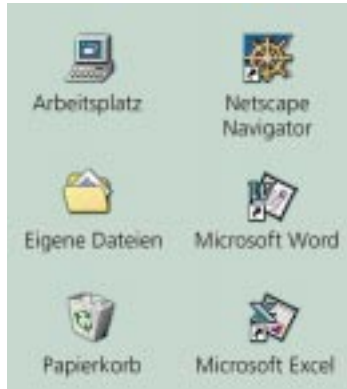 Arbeitsplatz
Netscape
Navigator
Eigene Dateien
Microsoft Word
Papierkorb
Microsoft Excel